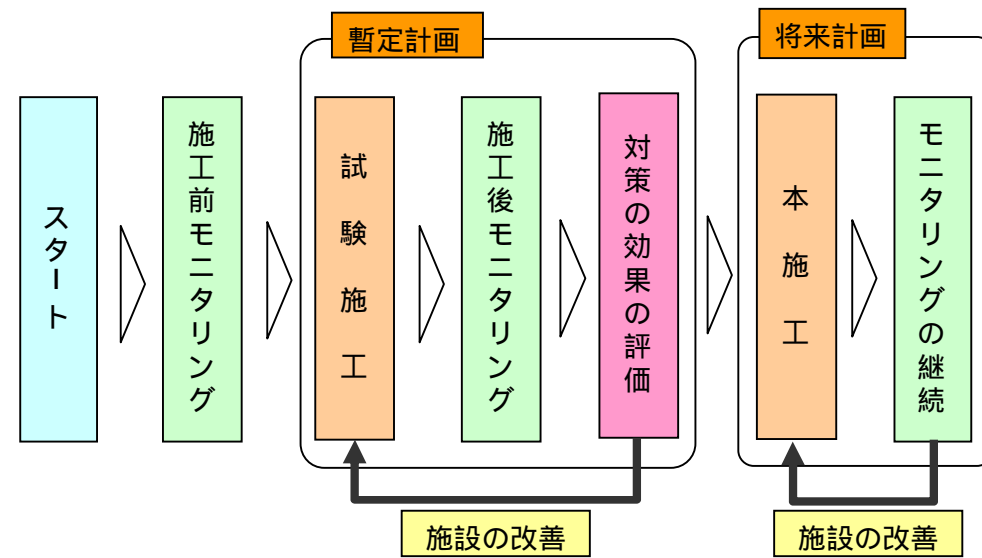 暫定計画
将来計画
スタート
施工前モニタリング
試験施工
施工後モニタリング
対策の効果の評価
本施工
モニタリングの継続
施設の改善
施設の改善